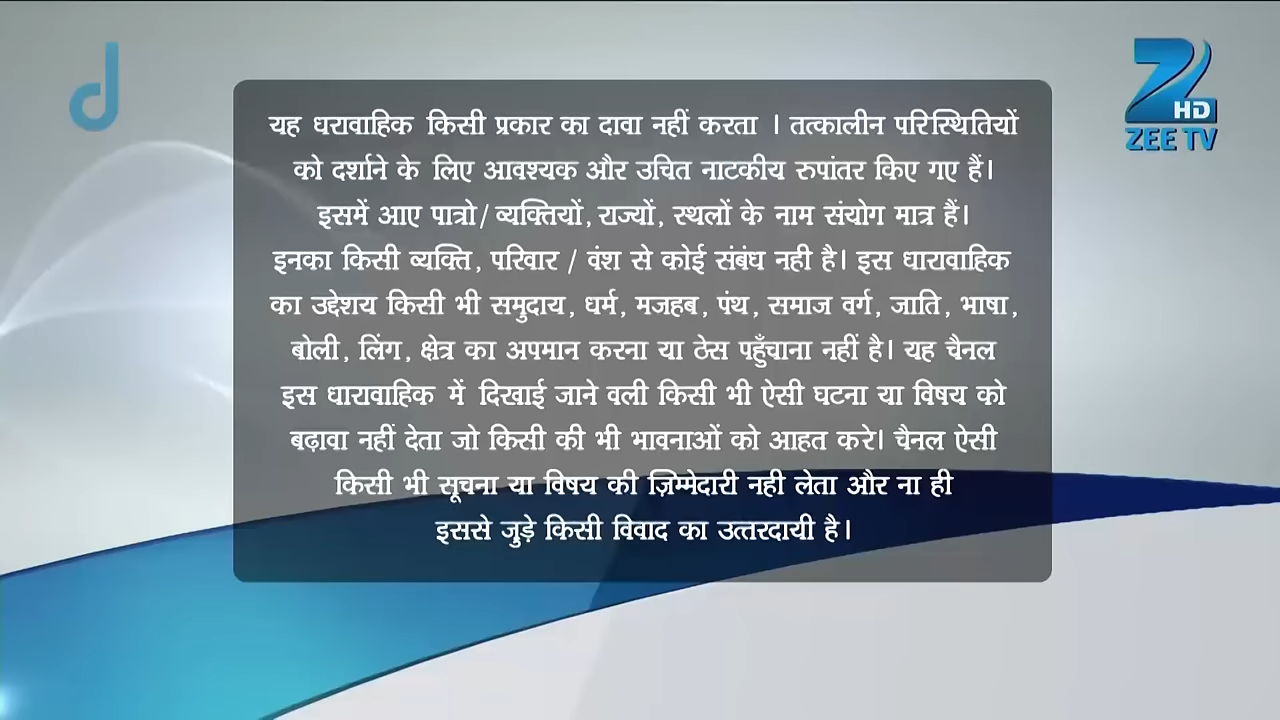 HD
ZEE TV
यह धरावाहिक किसी प्रकार का दावा नहीं करता । तत्कालीन परिस्थितियों
को दर्शाने के लिए आवश्यक और उचित नाटकीय रुपांतर किए गए हैं।
इसमें आए पात्रो/व्यक्तियों, राज्यों, स्थलों के नाम संयोग मात्र हैं।
इनका किसी व्यक्ति, परिवार / वंश से कोई संबंघ नही है। इस धारावाहिक
का उद्देशय किसी भी समुदाय, धर्म, मजहब, पंथ, समाज वर्ग, जाति, भाषा,
बोली, लिंग, क्षेत्र का अपमान करना या ठेस पहुँचाना नहीं है। यह चैनल
इस धारावाहिक में दिखाई जाने वली किसी भी ऐसी घटना या विषय को
बढ़ावा नहीं देता जो किसी की भी भावनाओं को आहत करे। चैनल ऐसी
किसी भी सूचना या विषय की ज़िम्मेदारी नही लेता और ना ही
इससे जुड़े किसी विवाद का उत्तरदायी है।